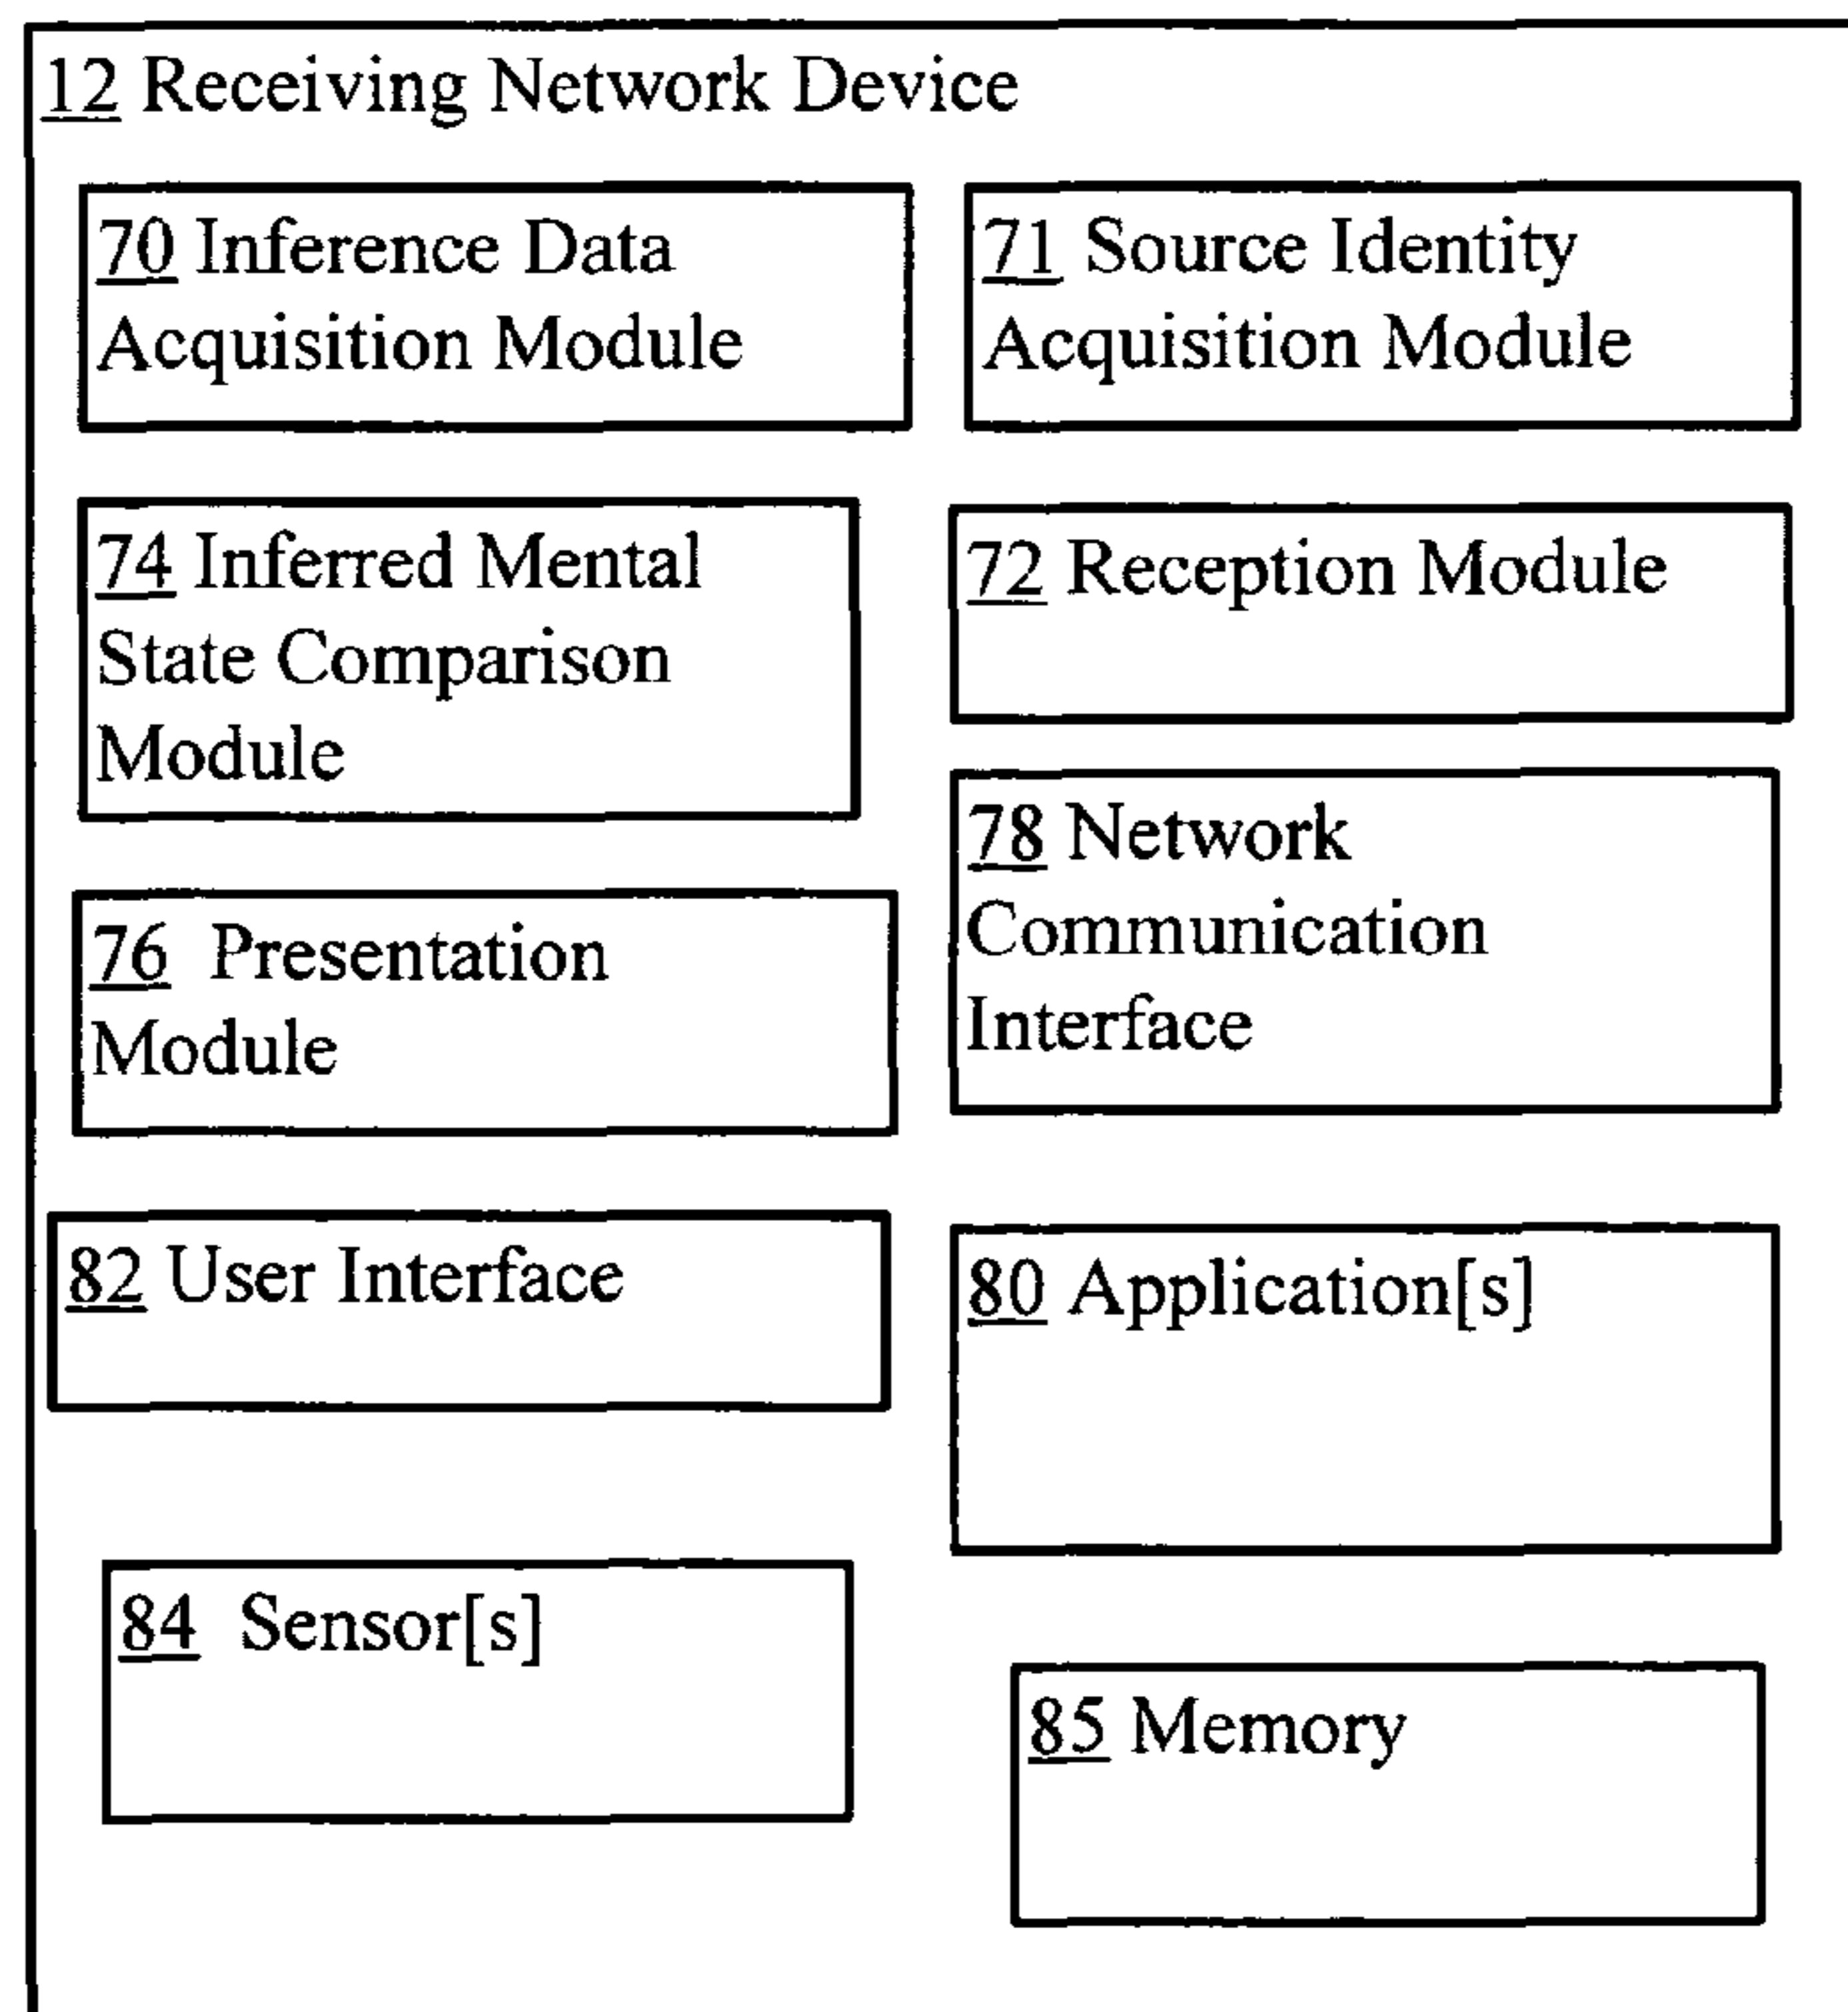 12 Receiving Network Device
70 Inference Data
Acquisition Module
71 Source Identity
Acquisition Module
74 Inferred Mental
State Comparison
Module
72 Reception Module
78 Network
Communication
Interface
76 Presentation
Module
82 User Interface
80 Application[s]
84 Sensor[s]
85 Memory